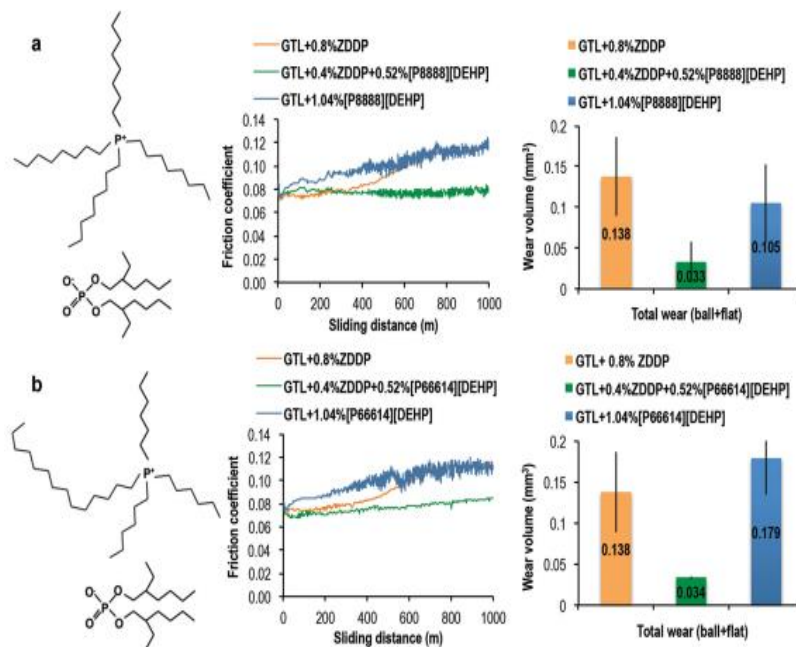 a
P+
O-
O
P
O
O
GTL+0.8%ZDDP
GTL+0.4%ZDDP+0.52%[P8888][DEHP]
GTL+1.04%[P8888][DEHP]
Friction coefficient
0.14
0.12
0.10
0.08
0.06
0.04
0.02
0.00
0 200 400 600 800 1000
Sliding distance (m)
GTL+0.8%ZDDP
GTL+0.4%ZDDP+0.52%[P8888][DEHP]
GTL+1.04%[P8888][DEHP]
Wear volume (mm³)
0.2
0.15
0.1
0.05
0
0.138
0.033
0.105
Total wear (ball+flat)
b
P+
O-
O
P
O
O
GTL+0.8%ZDDP
GTL+0.4%ZDDP+0.52%[P66614][DEHP]
GTL+1.04%[P66614][DEHP]
Friction coefficient
0.14
0.12
0.10
0.08
0.06
0.04
0.02
0.00
0 200 400 600 800 1000
Sliding distance (m)
GTL+ 0.8% ZDDP
GTL+0.4%ZDDP+0.52%[P66614][DEHP]
GTL+1.04%[P66614][DEHP]
Wear volume (mm³)
0.2
0.15
0.1
0.05
0
0.138
0.034
0.179
Total wear (ball+flat)